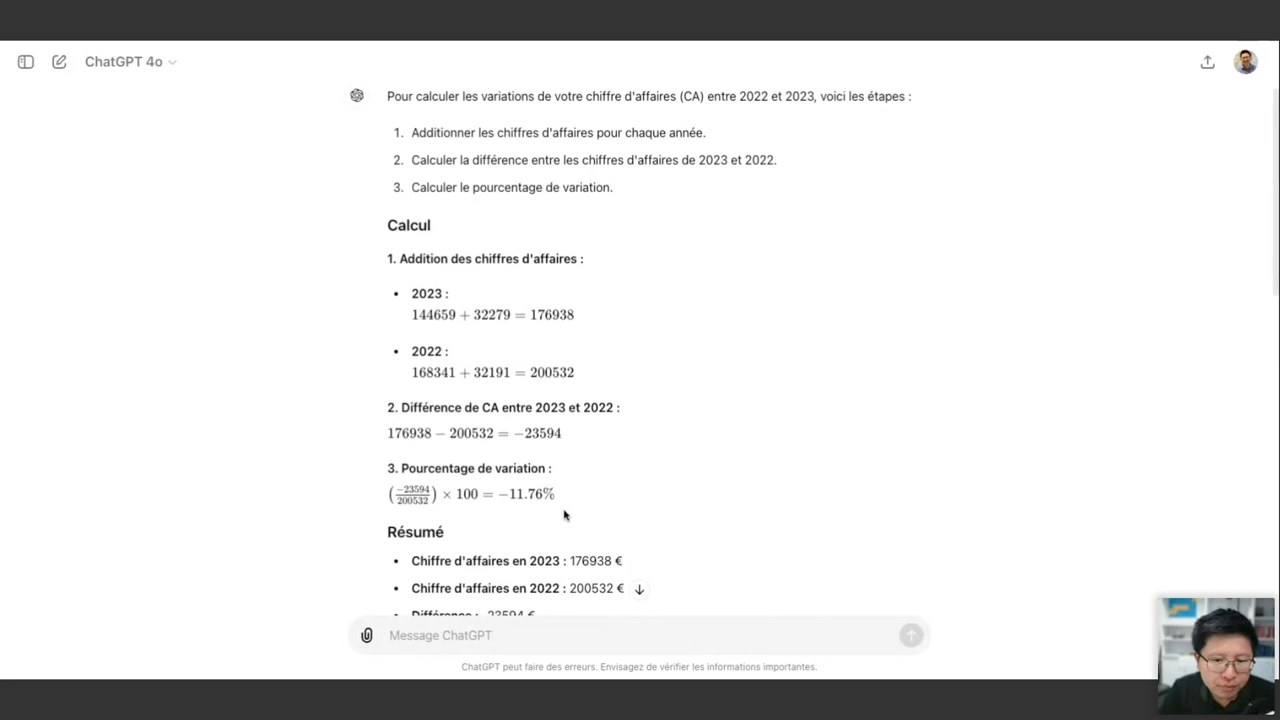 ChatGPT 4o
Pour calculer les variations de votre chiffre d'affaires (CA) entre 2022 et 2023, voici les étapes :
1. Additionner les chiffres d'affaires pour chaque année.
2. Calculer la différence entre les chiffres d'affaires de 2023 et 2022.
3. Calculer le pourcentage de variation.
Calcul
1. Addition des chiffres d'affaires :
• 2023 :
144659 + 32279 = 176938
• 2022 :
168341 + 32191 = 200532
2. Différence de CA entre 2023 et 2022 :
176938 − 200532 = −23594
3. Pourcentage de variation :
(−23594/200532) × 100 = −11.76%
Résumé
• Chiffre d'affaires en 2023 : 176938 €
• Chiffre d'affaires en 2022 : 200532 €
• Différence : -23594 €
Message ChatGPT
ChatGPT peut faire des erreurs. Envisagez de vérifier les informations importantes.